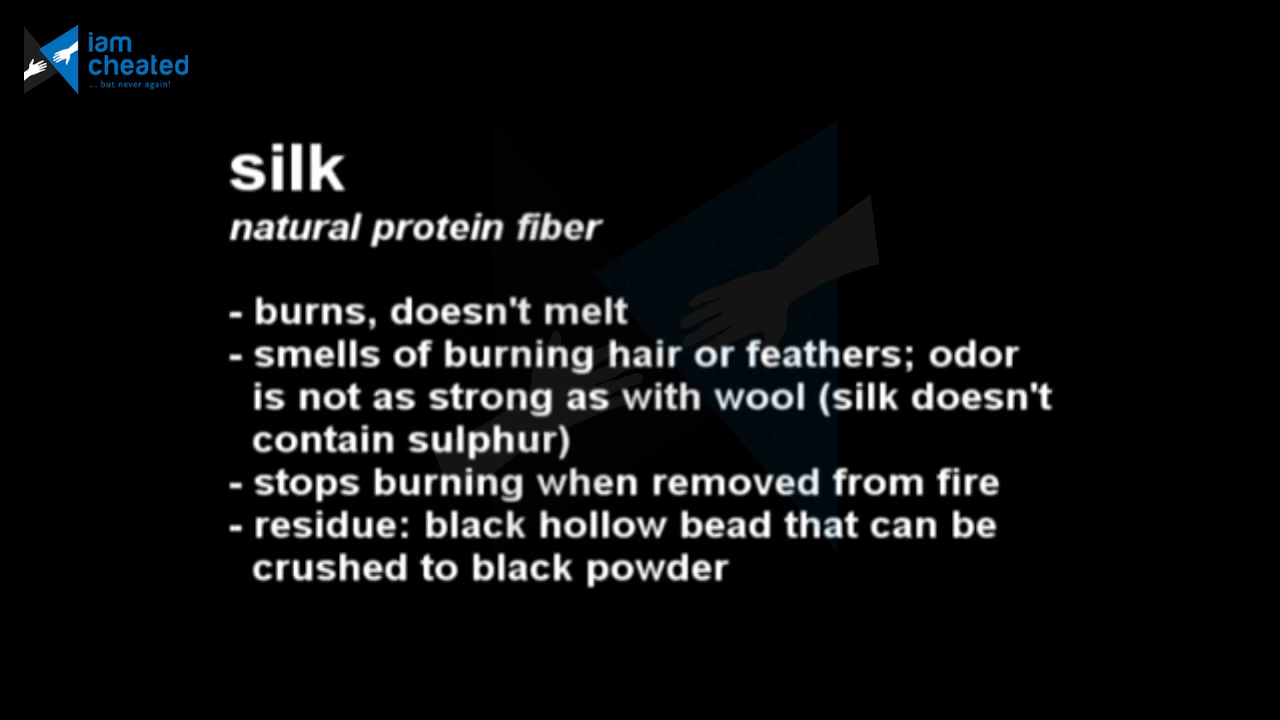 iam
cheated
... but never again!
silk
natural protein fiber
- burns, doesn't melt
- smells of burning hair or feathers; odor
is not as strong as with wool (silk doesn't
contain sulphur)
- stops burning when removed from fire
- residue: black hollow bead that can be
crushed to black powder